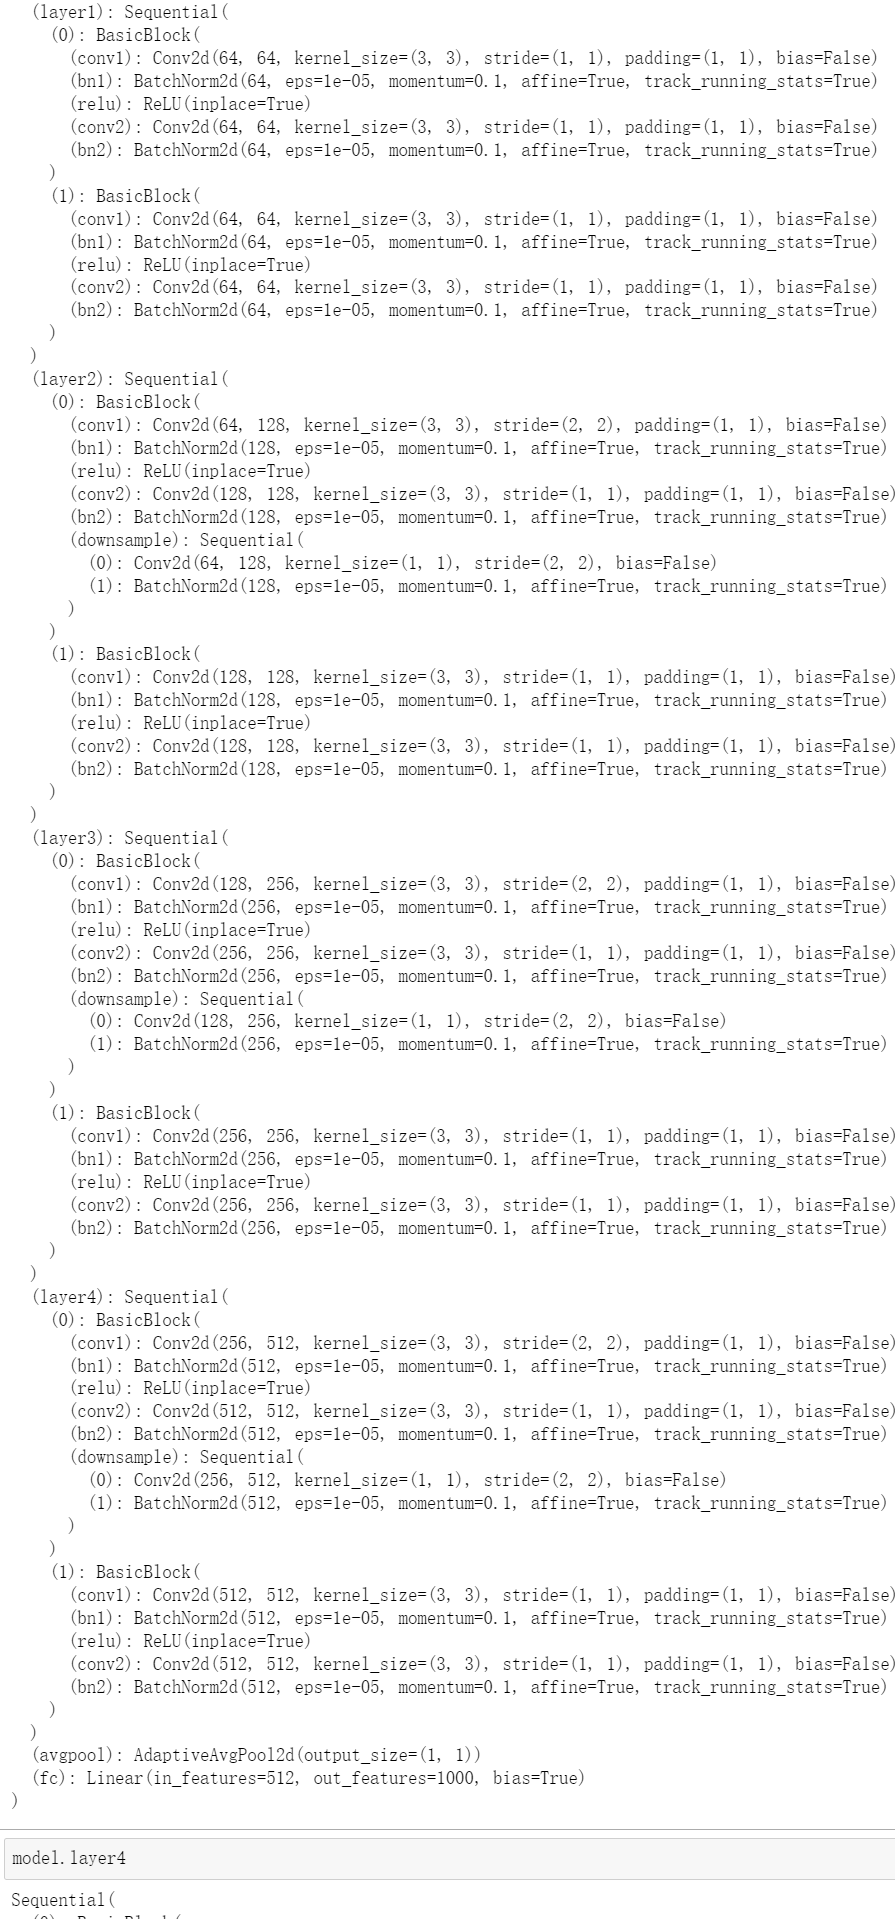 (layer1): Sequential(
(0): BasicBlock(
(conv1): Conv2d(64, 64, kernel_size=(3, 3), stride=(1, 1), padding=(1, 1), bias=False)
(bn1): BatchNorm2d(64, eps=1e-05, momentum=0.1, affine=True, track_running_stats=True)
(relu): ReLU(inplace=True)
(conv2): Conv2d(64, 64, kernel_size=(3, 3), stride=(1, 1), padding=(1, 1), bias=False)
(bn2): BatchNorm2d(64, eps=1e-05, momentum=0.1, affine=True, track_running_stats=True)
)
(1): BasicBlock(
(conv1): Conv2d(64, 64, kernel_size=(3, 3), stride=(1, 1), padding=(1, 1), bias=False)
(bn1): BatchNorm2d(64, eps=1e-05, momentum=0.1, affine=True, track_running_stats=True)
(relu): ReLU(inplace=True)
(conv2): Conv2d(64, 64, kernel_size=(3, 3), stride=(1, 1), padding=(1, 1), bias=False)
(bn2): BatchNorm2d(64, eps=1e-05, momentum=0.1, affine=True, track_running_stats=True)
)
)
(layer2): Sequential(
(0): BasicBlock(
(conv1): Conv2d(64, 128, kernel_size=(3, 3), stride=(2, 2), padding=(1, 1), bias=False)
(bn1): BatchNorm2d(128, eps=1e-05, momentum=0.1, affine=True, track_running_stats=True)
(relu): ReLU(inplace=True)
(conv2): Conv2d(128, 128, kernel_size=(3, 3), stride=(1, 1), padding=(1, 1), bias=False)
(bn2): BatchNorm2d(128, eps=1e-05, momentum=0.1, affine=True, track_running_stats=True)
(downsample): Sequential(
(0): Conv2d(64, 128, kernel_size=(1, 1), stride=(2, 2), bias=False)
(1): BatchNorm2d(128, eps=1e-05, momentum=0.1, affine=True, track_running_stats=True)
)
)
(1): BasicBlock(
(conv1): Conv2d(128, 128, kernel_size=(3, 3), stride=(1, 1), padding=(1, 1), bias=False)
(bn1): BatchNorm2d(128, eps=1e-05, momentum=0.1, affine=True, track_running_stats=True)
(relu): ReLU(inplace=True)
(conv2): Conv2d(128, 128, kernel_size=(3, 3), stride=(1, 1), padding=(1, 1), bias=False)
(bn2): BatchNorm2d(128, eps=1e-05, momentum=0.1, affine=True, track_running_stats=True)
)
)
(layer3): Sequential(
(0): BasicBlock(
(conv1): Conv2d(128, 256, kernel_size=(3, 3), stride=(2, 2), padding=(1, 1), bias=False)
(bn1): BatchNorm2d(256, eps=1e-05, momentum=0.1, affine=True, track_running_stats=True)
(relu): ReLU(inplace=True)
(conv2): Conv2d(256, 256, kernel_size=(3, 3), stride=(1, 1), padding=(1, 1), bias=False)
(bn2): BatchNorm2d(256, eps=1e-05, momentum=0.1, affine=True, track_running_stats=True)
(downsample): Sequential(
(0): Conv2d(128, 256, kernel_size=(1, 1), stride=(2, 2), bias=False)
(1): BatchNorm2d(256, eps=1e-05, momentum=0.1, affine=True, track_running_stats=True)
)
)
(1): BasicBlock(
(conv1): Conv2d(256, 256, kernel_size=(3, 3), stride=(1, 1), padding=(1, 1), bias=False)
(bn1): BatchNorm2d(256, eps=1e-05, momentum=0.1, affine=True, track_running_stats=True)
(relu): ReLU(inplace=True)
(conv2): Conv2d(256, 256, kernel_size=(3, 3), stride=(1, 1), padding=(1, 1), bias=False)
(bn2): BatchNorm2d(256, eps=1e-05, momentum=0.1, affine=True, track_running_stats=True)
)
)
(layer4): Sequential(
(0): BasicBlock(
(conv1): Conv2d(256, 512, kernel_size=(3, 3), stride=(2, 2), padding=(1, 1), bias=False)
(bn1): BatchNorm2d(512, eps=1e-05, momentum=0.1, affine=True, track_running_stats=True)
(relu): ReLU(inplace=True)
(conv2): Conv2d(512, 512, kernel_size=(3, 3), stride=(1, 1), padding=(1, 1), bias=False)
(bn2): BatchNorm2d(512, eps=1e-05, momentum=0.1, affine=True, track_running_stats=True)
(downsample): Sequential(
(0): Conv2d(256, 512, kernel_size=(1, 1), stride=(2, 2), bias=False)
(1): BatchNorm2d(512, eps=1e-05, momentum=0.1, affine=True, track_running_stats=True)
)
)
(1): BasicBlock(
(conv1): Conv2d(512, 512, kernel_size=(3, 3), stride=(1, 1), padding=(1, 1), bias=False)
(bn1): BatchNorm2d(512, eps=1e-05, momentum=0.1, affine=True, track_running_stats=True)
(relu): ReLU(inplace=True)
(conv2): Conv2d(512, 512, kernel_size=(3, 3), stride=(1, 1), padding=(1, 1), bias=False)
(bn2): BatchNorm2d(512, eps=1e-05, momentum=0.1, affine=True, track_running_stats=True)
)
)
(avgpool): AdaptiveAvgPool2d(output_size=(1, 1))
(fc): Linear(in_features=512, out_features=1000, bias=True)
)
model.layer4
Sequential(